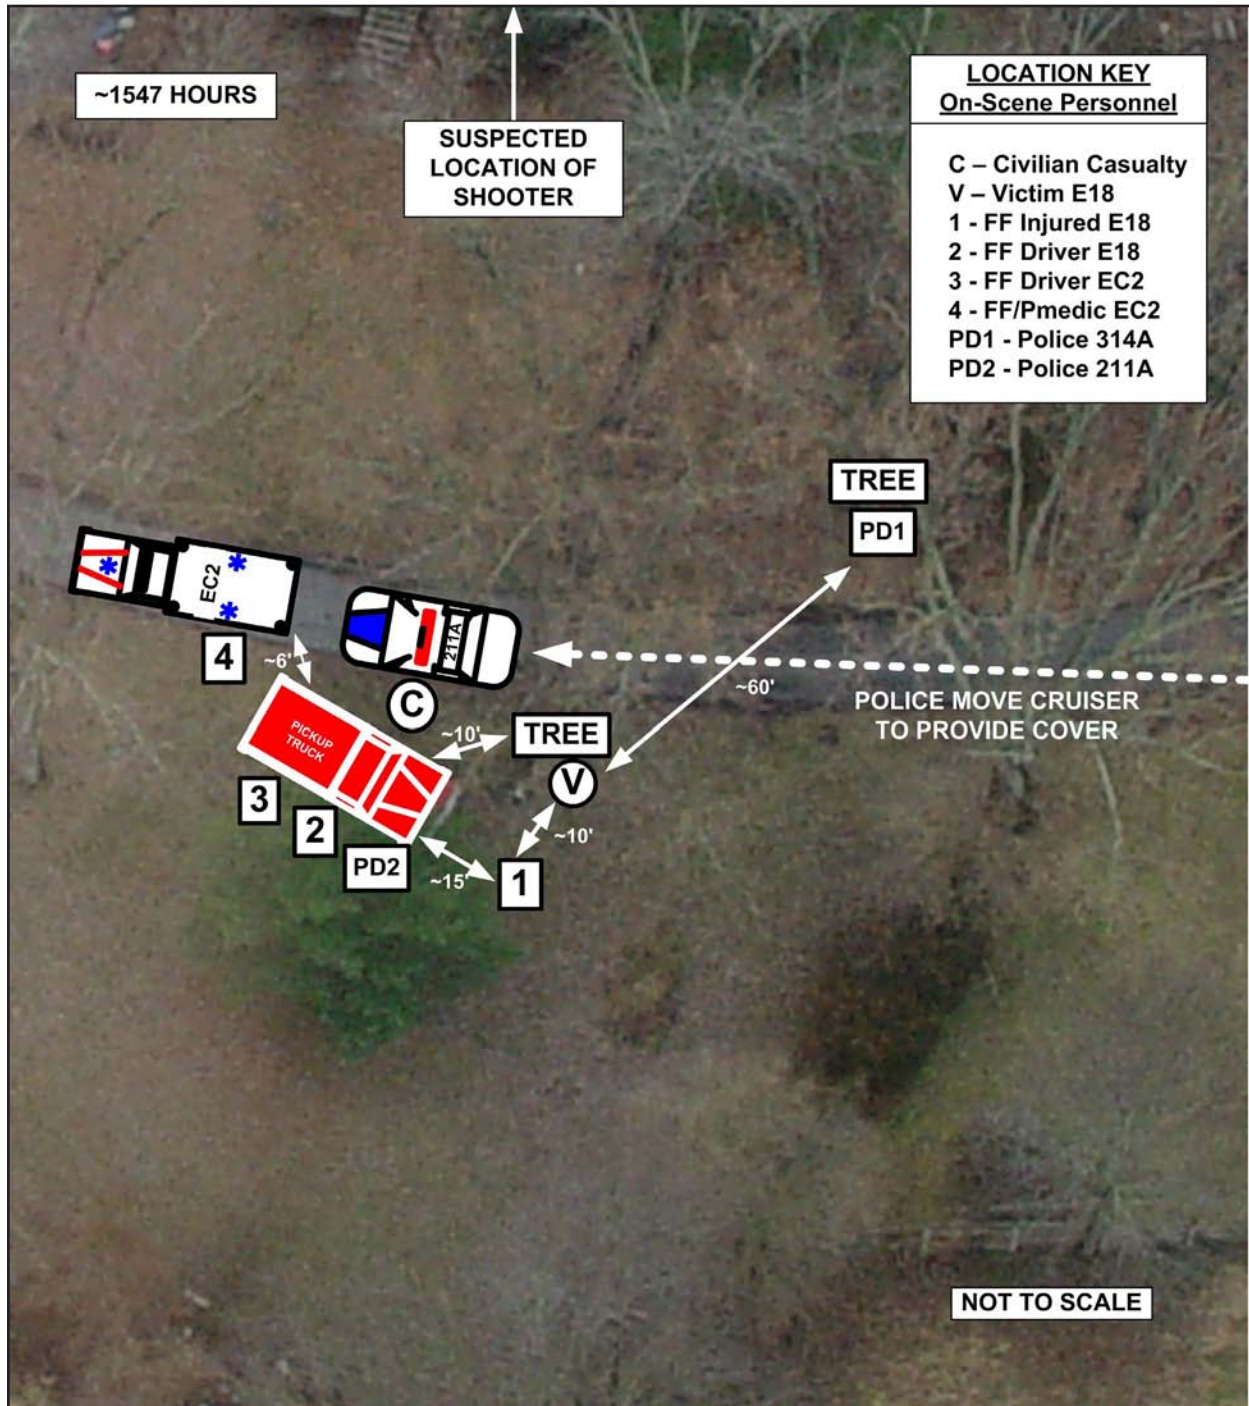 ~1547 HOURS
SUSPECTED
LOCATION OF
SHOOTER
LOCATION KEY
On-Scene Personnel
C – Civilian Casualty
V – Victim E18
1 - FF Injured E18
2 - FF Driver E18
3 - FF Driver EC2
4 - FF/Pmedic EC2
PD1 - Police 314A
PD2 - Police 211A
TREE
PD1
EC2
211A
4
~6'
C
~60'
POLICE MOVE CRUISER
TO PROVIDE COVER
PICKUP
TRUCK
~10'
TREE
V
3
2
~10'
PD2
~15'
1
NOT TO SCALE